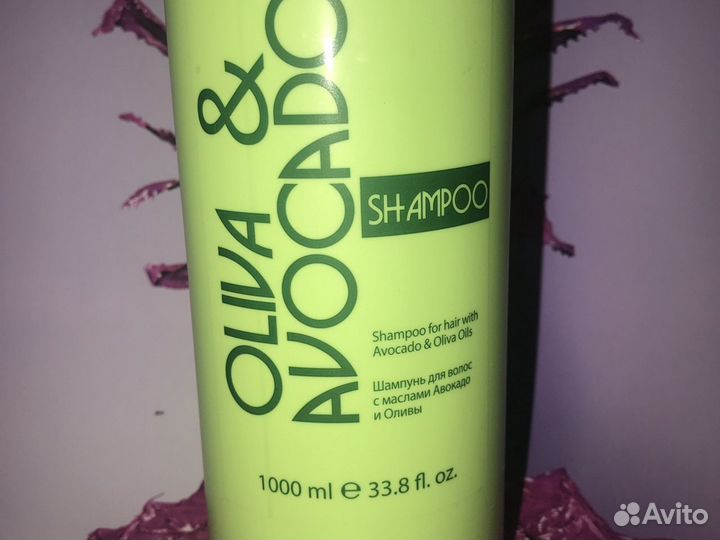 OLIVA &
AVOCADO
SHAMPOO
Shampoo for hair with
Avocado & Oliva Oils
Шампунь для волос
с маслами Авокадо
и Оливы
1000 ml ℮ 33.8 fl. oz.
Avito